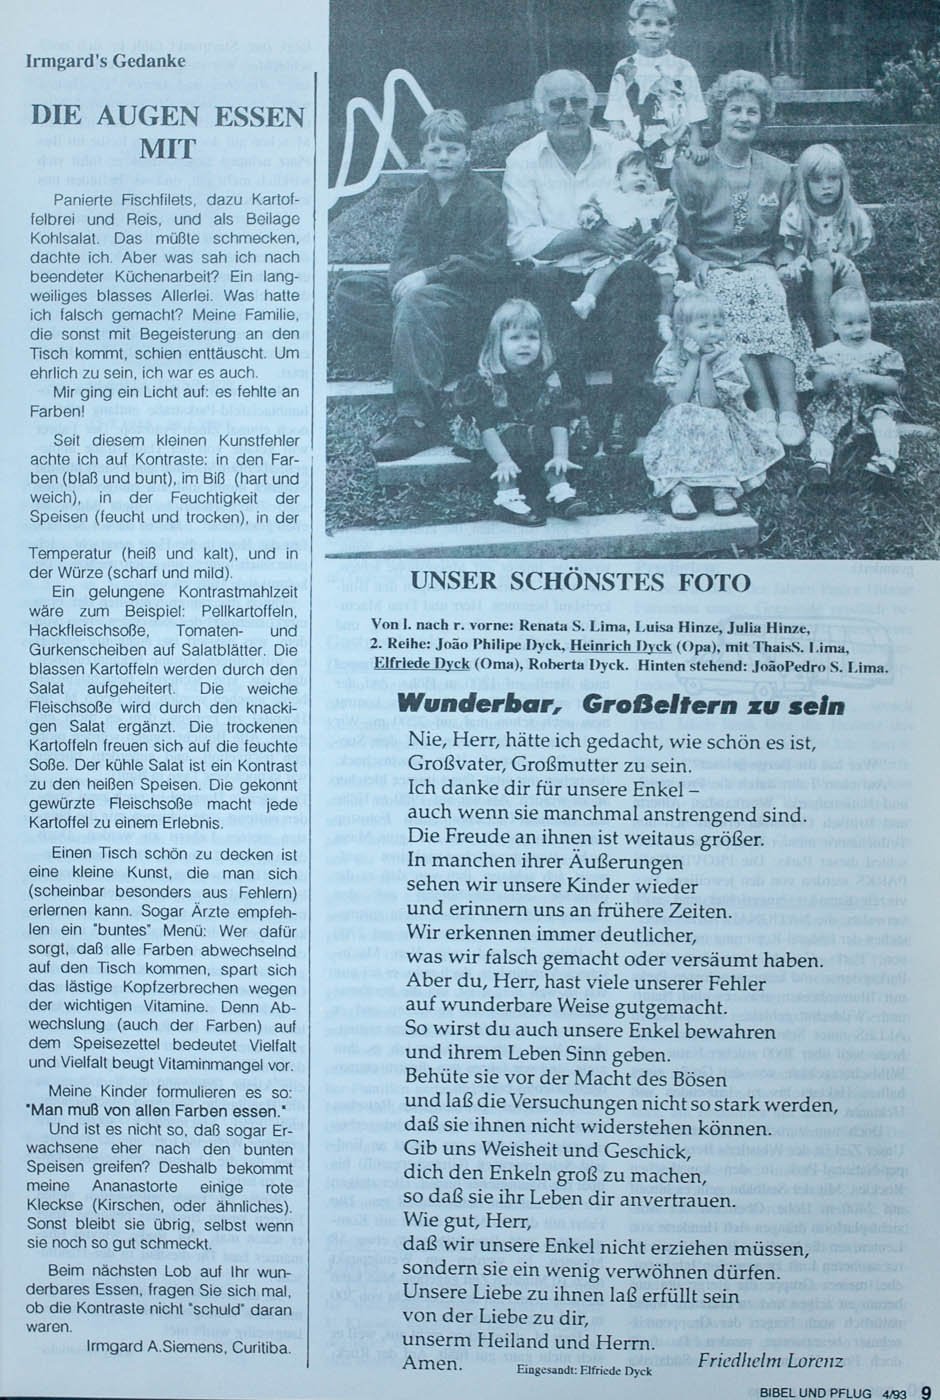 Irmgard's Gedanke
DIE AUGEN ESSEN
MIT
Panierte Fischfilets, dazu Kartof-
felbrei und Reis, und als Beilage
Kohlsalat. Das müßte schmecken,
dachte ich. Aber was sah ich nach
beendeter Küchenarbeit? Ein lang-
weiliges blasses Allerlei. Was hatte
ich falsch gemacht? Meine Familie,
die sonst mit Begeisterung an den
Tisch kommt, schien enttäuscht. Um
ehrlich zu sein, ich war es auch.
Mir ging ein Licht auf: es fehlte an
Farben!
Seit diesem kleinen Kunstfehler
achte ich auf Kontraste: in den Far-
ben (blaß und bunt), im Biß (hart und
weich), in der Feuchtigkeit der
Speisen (feucht und trocken), in der
Temperatur (heiß und kalt), und in
der Würze (scharf und mild).
Ein gelungene Kontrastmahlzeit
wäre zum Beispiel: Pellkartoffeln,
Hackfleischsoße, Tomaten- und
Gurkenscheiben auf Salatblätter. Die
blassen Kartoffeln werden durch den
Salat aufgeheitert. Die weiche
Fleischsoße wird durch den knacki-
gen Salat ergänzt. Die trockenen
Kartoffeln freuen sich auf die feuchte
Soße. Der kühle Salat ist ein Kontrast
zu den heißen Speisen. Die gekonnt
gewürzte Fleischsoße macht jede
Kartoffel zu einem Erlebnis.
Einen Tisch schön zu decken ist
eine kleine Kunst, die man sich
(scheinbar besonders aus Fehlern)
erlernen kann. Sogar Ärzte empfeh-
len ein "buntes" Menü: Wer dafür
sorgt, daß alle Farben abwechselnd
auf den Tisch kommen, spart sich
das lästige Kopfzerbrechen wegen
der wichtigen Vitamine. Denn Ab-
wechslung (auch der Farben) auf
dem Speisezettel bedeutet Vielfalt
und Vielfalt beugt Vitaminmangel vor.
Meine Kinder formulieren es so:
"Man muß von allen Farben essen."
Und ist es nicht so, daß sogar Er-
wachsene eher nach den bunten
Speisen greifen? Deshalb bekommt
meine Ananastorte einige rote
Kleckse (Kirschen, oder ähnliches).
Sonst bleibt sie übrig, selbst wenn
sie noch so gut schmeckt.
Beim nächsten Lob auf Ihr wun-
derbares Essen, fragen Sie sich mal,
ob die Kontraste nicht "schuld" daran
waren.
Irmgard A.Siemens, Curitiba.
UNSER SCHÖNSTES FOTO
Von l. nach r. vorne: Renata S. Lima, Luisa Hinze, Julia Hinze,
2. Reihe: João Philipe Dyck, Heinrich Dyck (Opa), mit ThaisS. Lima,
Elfriede Dyck (Oma), Roberta Dyck. Hinten stehend: JoãoPedro S. Lima.
Wunderbar, Großeltern zu sein
Nie, Herr, hätte ich gedacht, wie schön es ist,
Großvater, Großmutter zu sein.
Ich danke dir für unsere Enkel –
auch wenn sie manchmal anstrengend sind.
Die Freude an ihnen ist weitaus größer.
In manchen ihrer Äußerungen
sehen wir unsere Kinder wieder
und erinnern uns an frühere Zeiten.
Wir erkennen immer deutlicher,
was wir falsch gemacht oder versäumt haben.
Aber du, Herr, hast viele unserer Fehler
auf wunderbare Weise gutgemacht.
So wirst du auch unsere Enkel bewahren
und ihrem Leben Sinn geben.
Behüte sie vor der Macht des Bösen
und laß die Versuchungen nicht so stark werden,
daß sie ihnen nicht widerstehen können.
Gib uns Weisheit und Geschick,
dich den Enkeln groß zu machen,
so daß sie ihr Leben dir anvertrauen.
Wie gut, Herr,
daß wir unsere Enkel nicht erziehen müssen,
sondern sie ein wenig verwöhnen dürfen.
Unsere Liebe zu ihnen laß erfüllt sein
von der Liebe zu dir,
unserm Heiland und Herrn.
Amen.
Eingesandt: Elfriede Dyck
Friedhelm Lorenz
BIBEL UND PFLUG 4/93 9